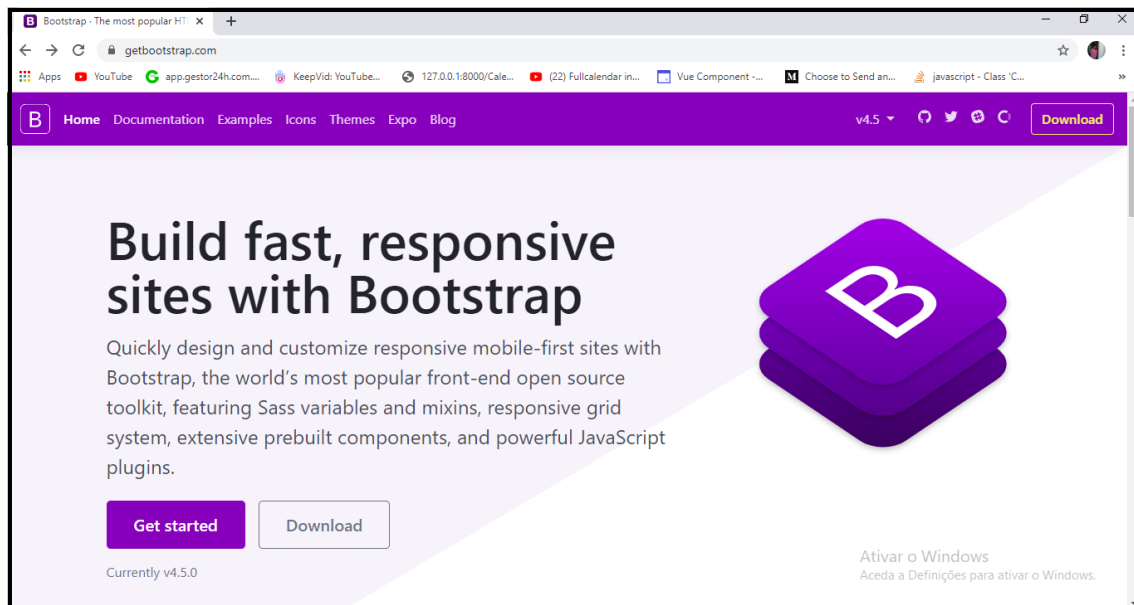 Bootstrap · The most popular HT
getbootstrap.com
Apps YouTube app.gestor24h.com.... KeepVid: YouTube... 127.0.0.1:8000/Cale... (22) Fullcalendar in... Vue Component -... Choose to Send an... javascript - Class 'C...
B Home Documentation Examples Icons Themes Expo Blog v4.5 Download
Build fast, responsive
sites with Bootstrap
B
Quickly design and customize responsive mobile-first sites with
Bootstrap, the world’s most popular front-end open source
toolkit, featuring Sass variables and mixins, responsive grid
system, extensive prebuilt components, and powerful JavaScript
plugins.
Get started Download
Currently v4.5.0
Ativar o Windows
Aceda a Definições para ativar o Windows.